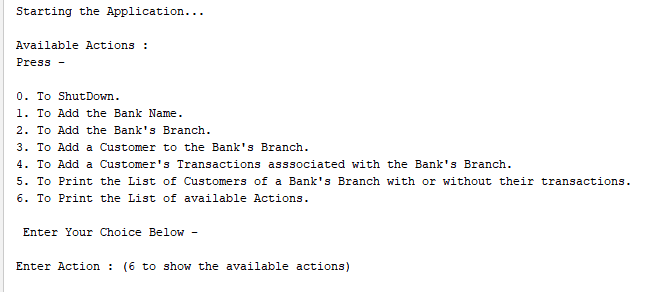 Starting the Application...
Available Actions :
Press -
0. To ShutDown.
1. To Add the Bank Name.
2. To Add the Bank's Branch.
3. To Add a Customer to the Bank's Branch.
4. To Add a Customer's Transactions asssociated with the Bank's Branch.
5. To Print the List of Customers of a Bank's Branch with or without their transactions.
6. To Print the List of available Actions.
Enter Your Choice Below -
Enter Action : (6 to show the available actions)